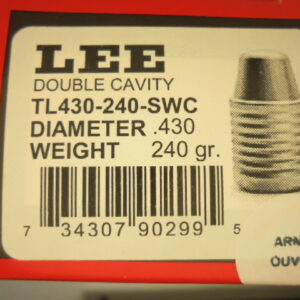 LEE
DOUBLE CAVITY
TL430-240-SWC
DIAMETER .430
WEIGHT 240 gr.
7 34307 90299 5
ARM
OUV